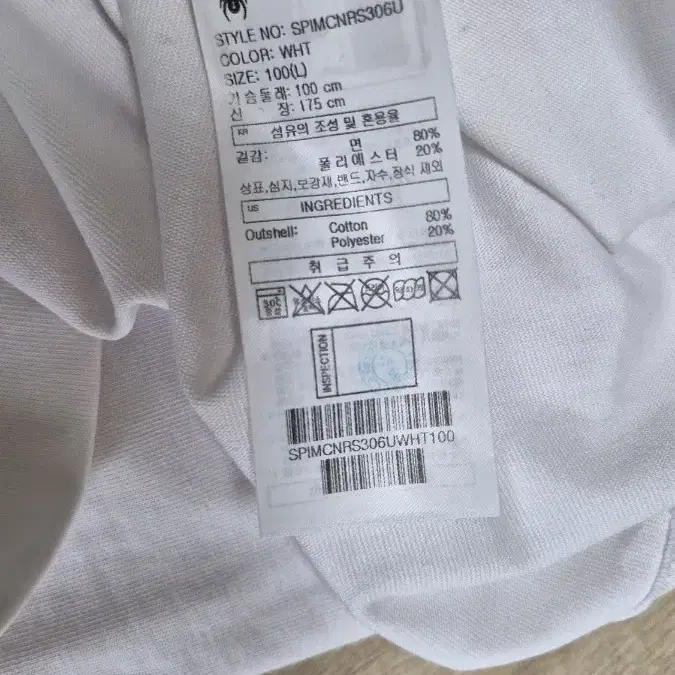 STYLE NO: SPIMCNRS306U
COLOR: WHT
SIZE: 100(L)
가슴둘레: 100 cm
신 장: 175 cm
KR 섬유의 조성 및 혼용율
겉감: 면 80%
폴리에스터 20%
상표,심지,모강재,밴드,자수,장식 제외
US INGREDIENTS
Outshell: Cotton 80%
Polyester 20%
취 급 주 의
INSPECTION
SPIMCNRS306UWHT100